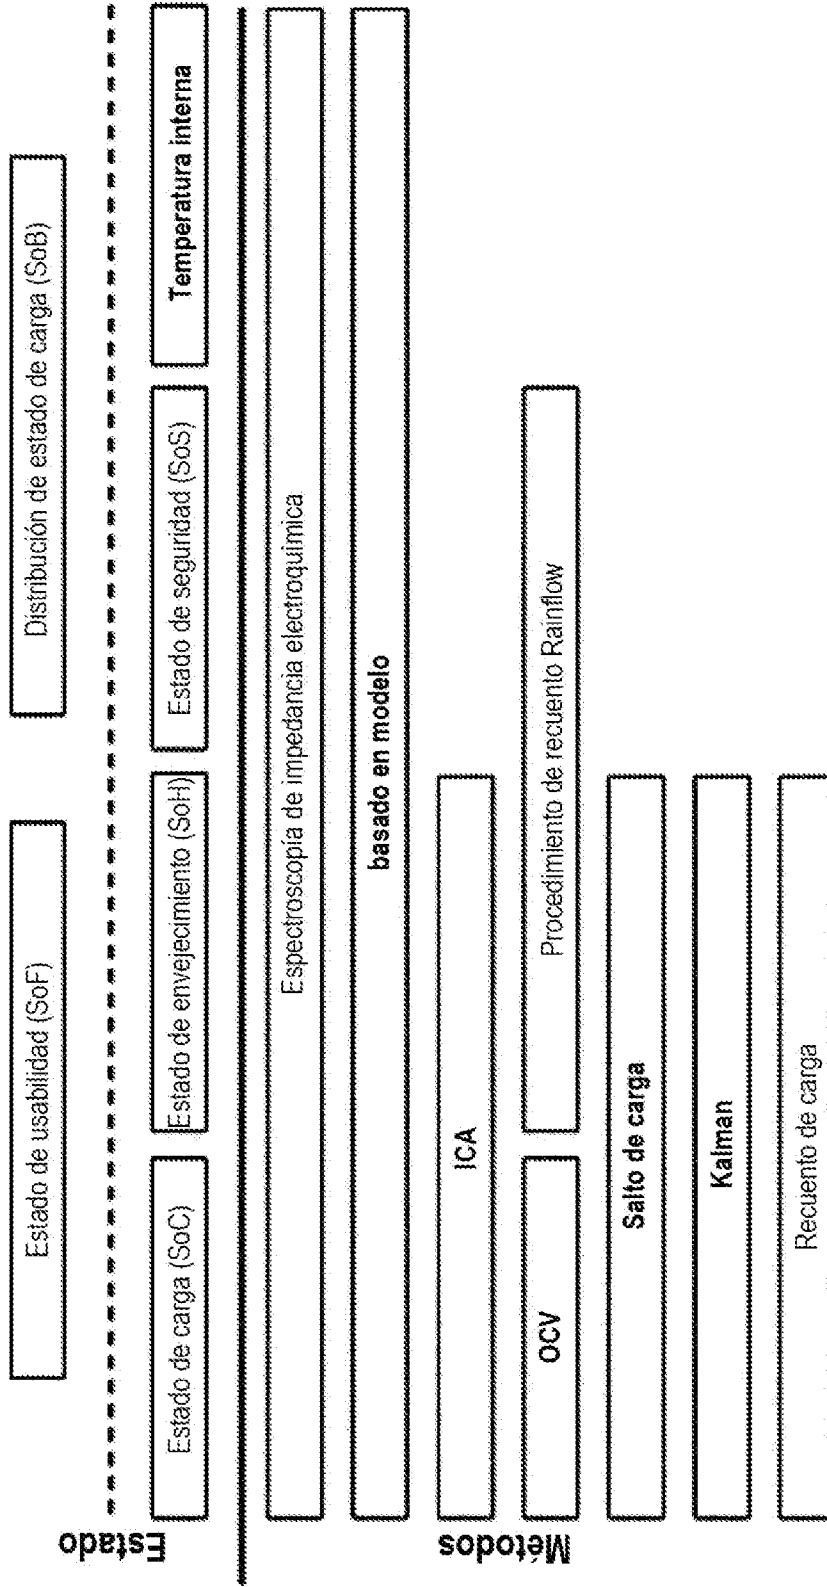 Estado
Estado de usabilidad (SoF)
Distribución de estado de carga (SoB)
Estado de carga (SoC)
Estado de envejecimiento (SoH)
Estado de seguridad (SoS)
Temperatura interna
Métodos
Espectroscopía de impedancia electroquimica
basado en modelo
ICA
OCV
Procedimiento de recuento Rainflow
Salto de carga
Kalman
Recuento de carga